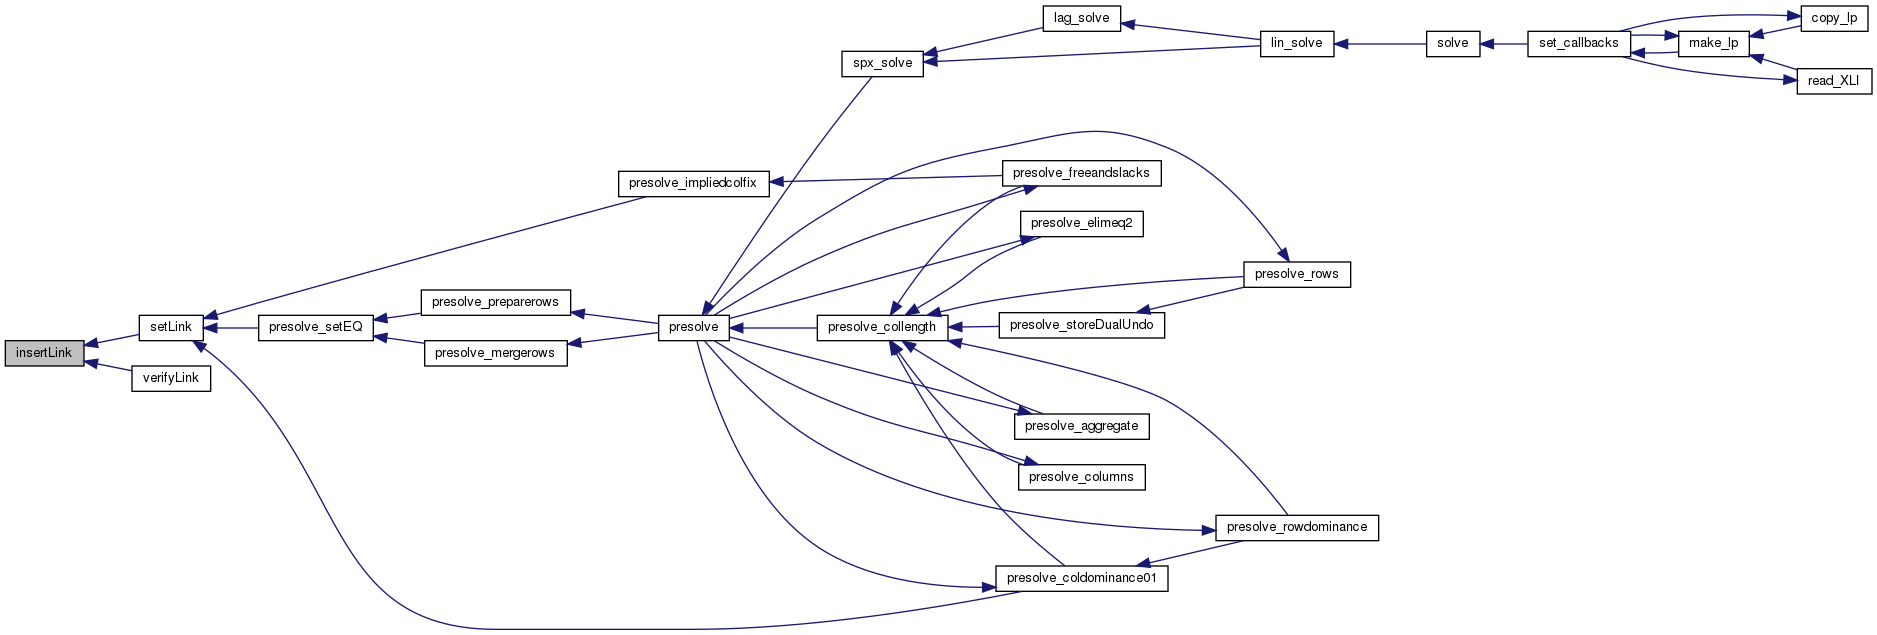 lag_solve
copy_lp
lin_solve
solve
set_callbacks
make_lp
spx_solve
read_XLI
presolve_freeandslacks
presolve_impliedcolfix
presolve_elimeq2
presolve_rows
presolve_preparerows
setLink
presolve_setEQ
presolve
presolve_collength
presolve_storeDualUndo
insertLink
presolve_mergerows
verifyLink
presolve_aggregate
presolve_columns
presolve_rowdominance
presolve_coldominance01